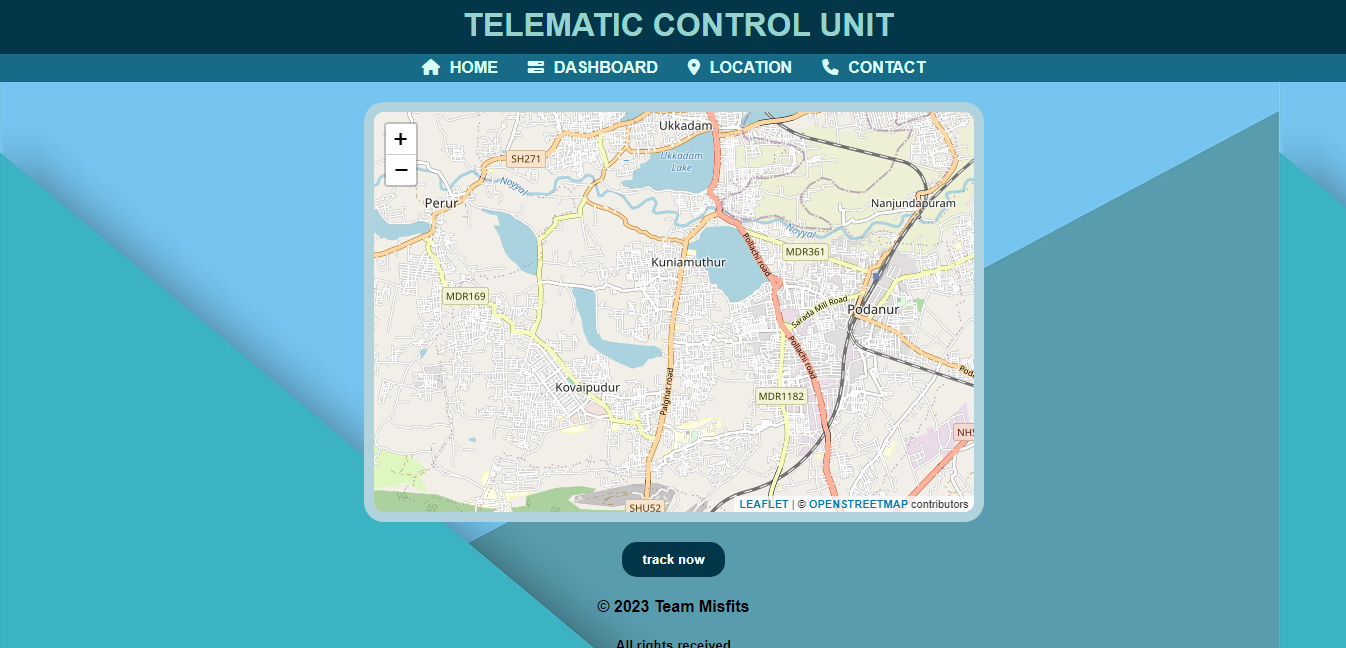 TELEMATIC CONTROL UNIT
HOME DASHBOARD LOCATION CONTACT
+
−
Ukkadam
SH271
Ukkadam
Lake
Noyyal
Perur
Nanjundapuram
Noyyal
Kuniamuthur
Pollachi road
MDR361
MDR169
Sarada Mill Road
Podanur
Pollachi road
Poda
Kovaipudur
Palghat road
MDR1182
NH5
SHU52
LEAFLET | © OPENSTREETMAP contributors
track now
© 2023 Team Misfits
All rights received